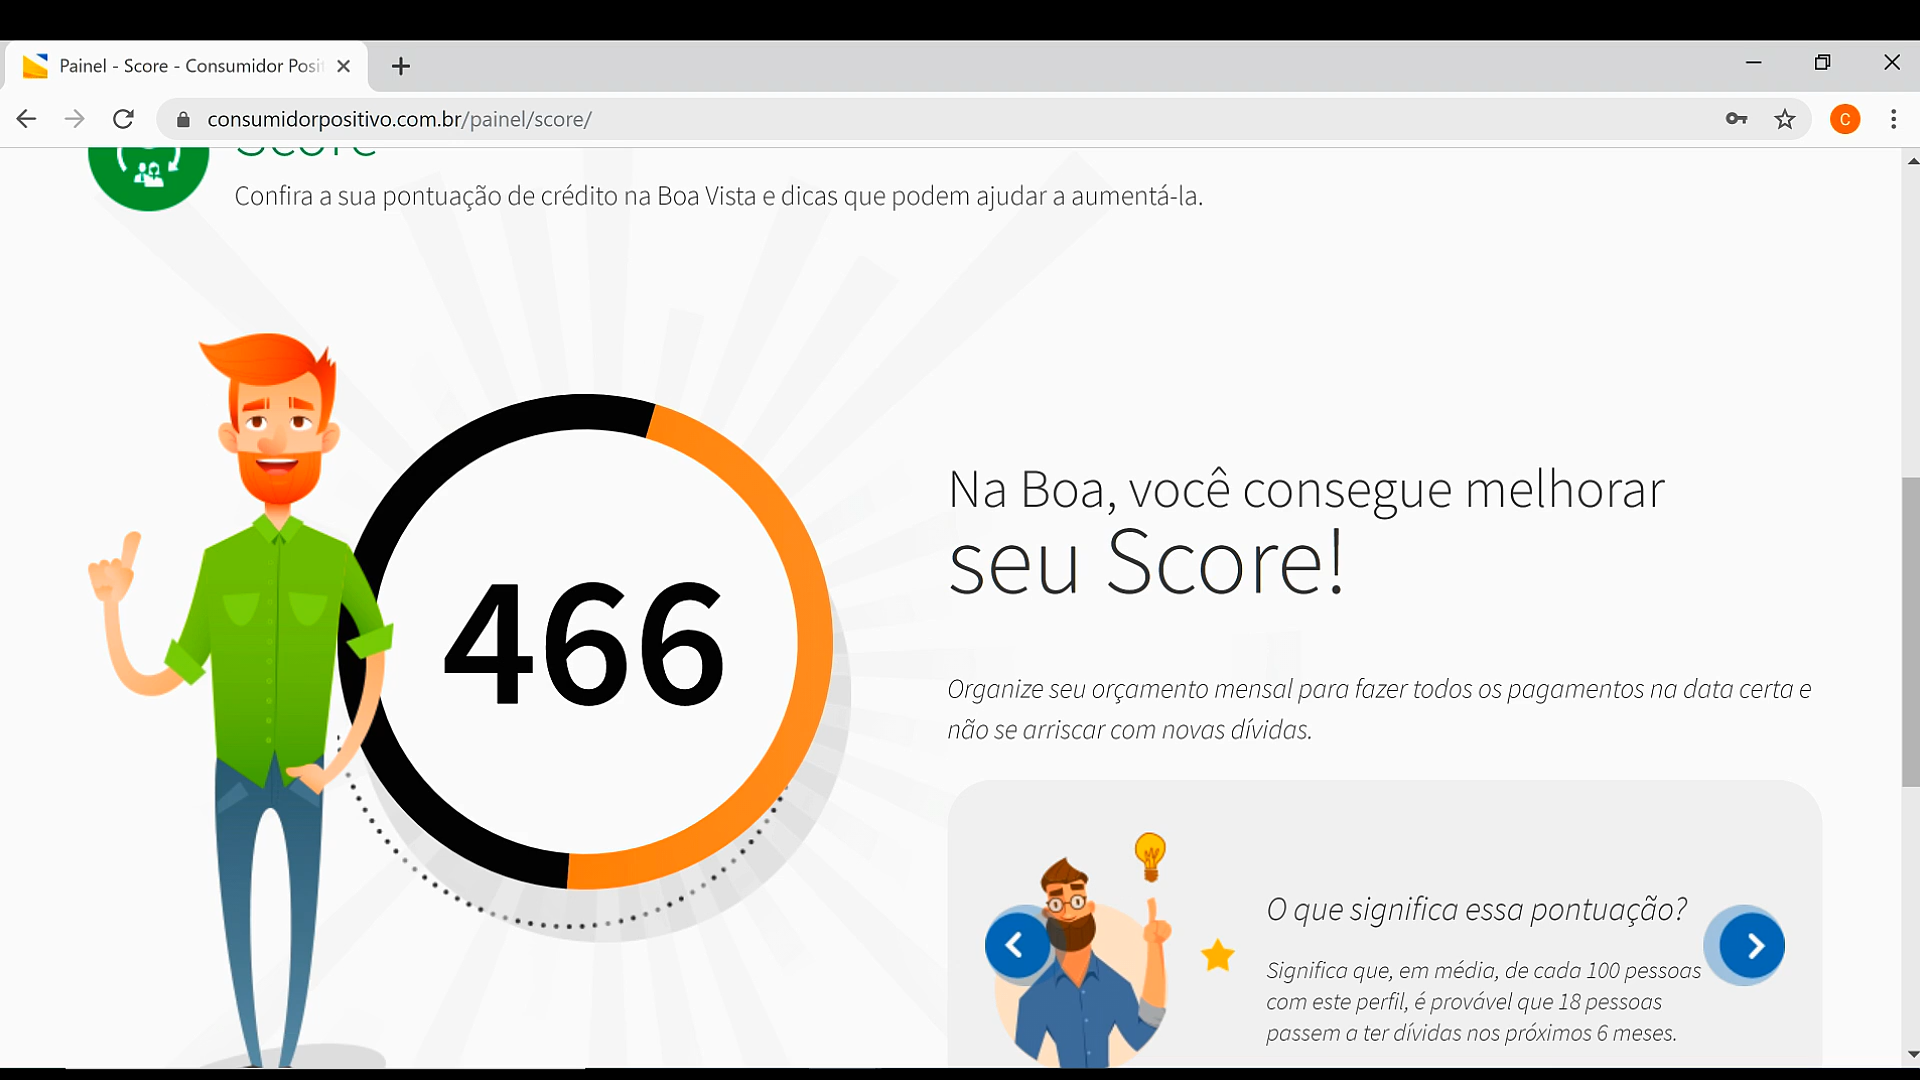 Painel - Score - Consumidor Posi
consumidorpositivo.com.br/painel/score/
C
Score
Confira a sua pontuação de crédito na Boa Vista e dicas que podem ajudar a aumentá-la.
466
Na Boa, você consegue melhorar
seu Score!
Organize seu orçamento mensal para fazer todos os pagamentos na data certa e
não se arriscar com novas dívidas.
O que significa essa pontuação?
Significa que, em média, de cada 100 pessoas
com este perfil, é provável que 18 pessoas
passem a ter dívidas nos próximos 6 meses.